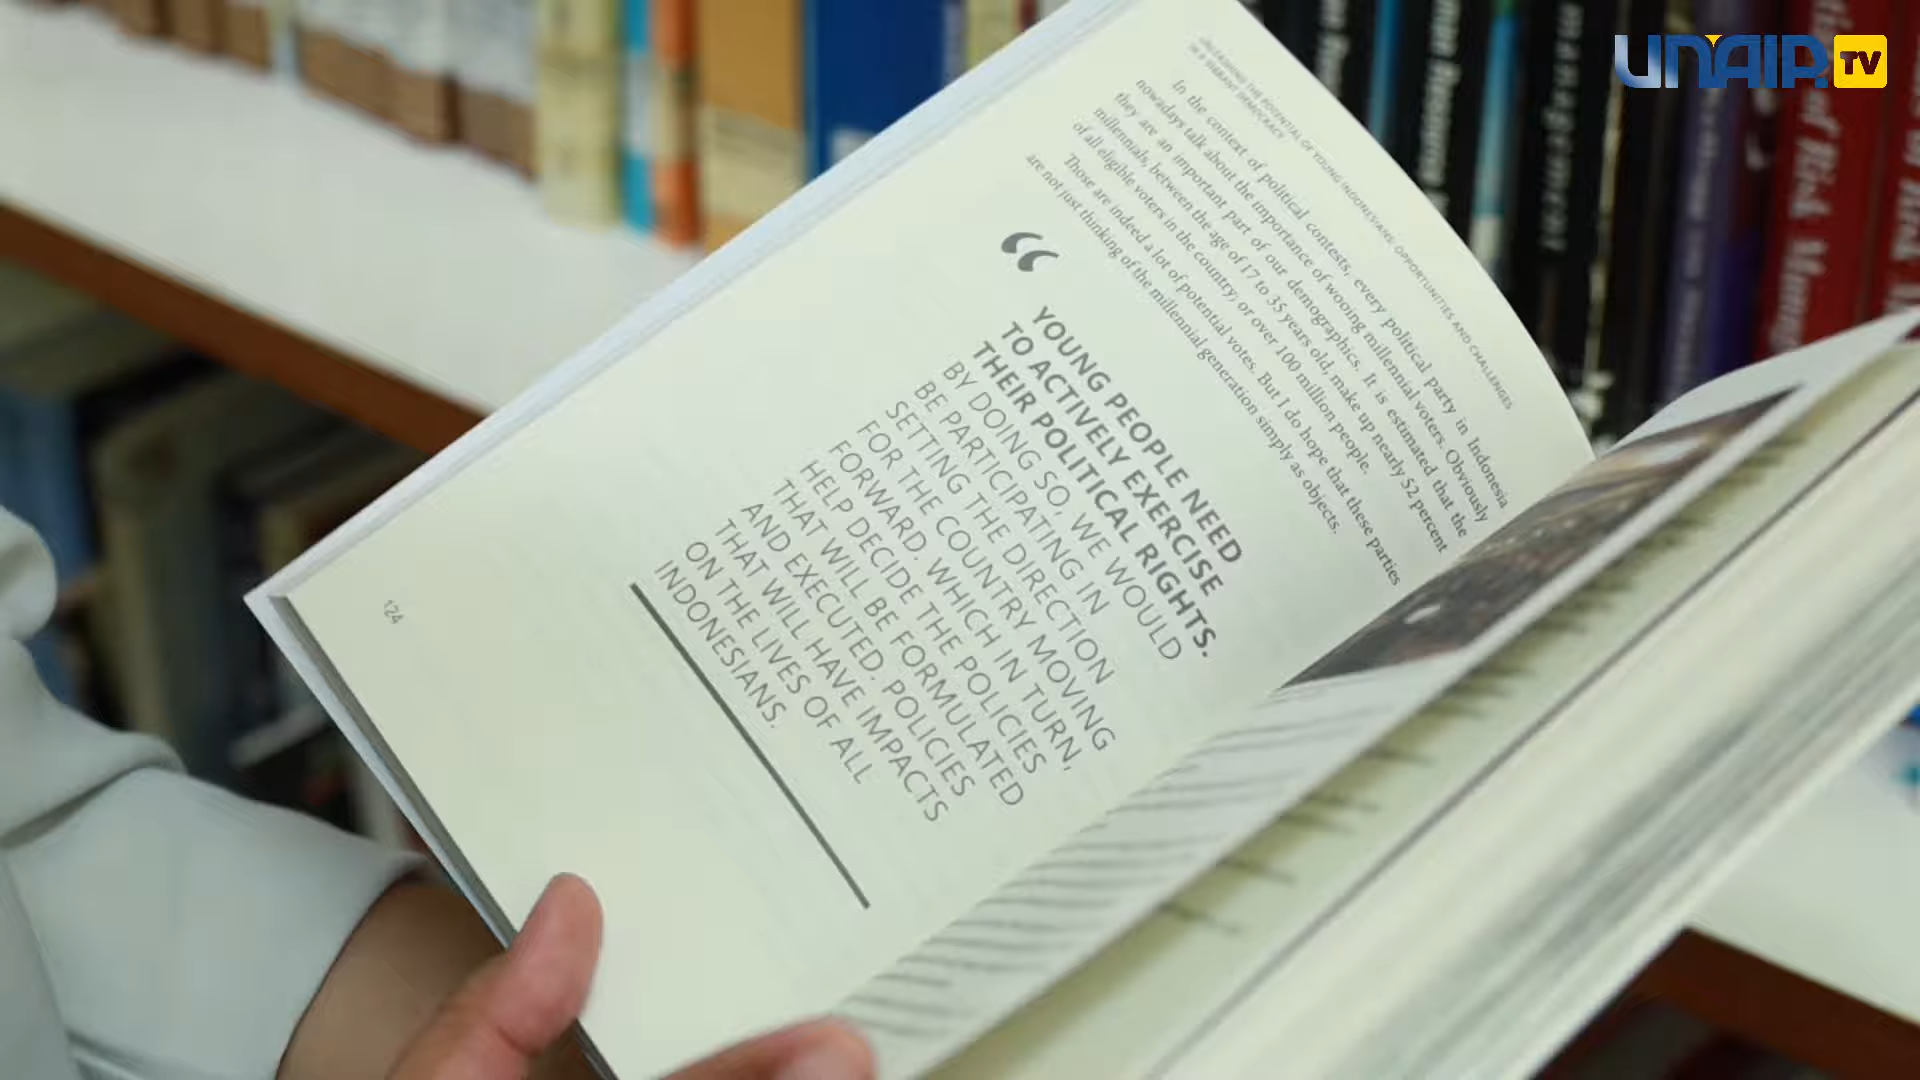 UNAIR TV
UNLEASHING THE POTENTIAL OF YOUNG INDONESIANS: OPPORTUNITIES AND CHALLENGES
IN A VIBRANT DEMOCRACY
In the context of political contests, every political party in Indonesia
nowadays talk about the importance of wooing millennial voters. Obviously
they are an important part of our demographics. It is estimated that the
millennials, between the age of 17 to 35 years old, make up nearly 52 percent
of all eligible voters in the country, or over 100 million people.
Those are indeed a lot of potential votes. But I do hope that these parties
are not just thinking of the millennial generation simply as objects.
“
YOUNG PEOPLE NEED
TO ACTIVELY EXERCISE
THEIR POLITICAL RIGHTS.
BY DOING SO, WE WOULD
BE PARTICIPATING IN
SETTING THE DIRECTION
FOR THE COUNTRY MOVING
FORWARD. WHICH IN TURN,
HELP DECIDE THE POLICIES
THAT WILL BE FORMULATED
AND EXECUTED. POLICIES
THAT WILL HAVE IMPACTS
ON THE LIVES OF ALL
INDONESIANS.
124
management
of Risk